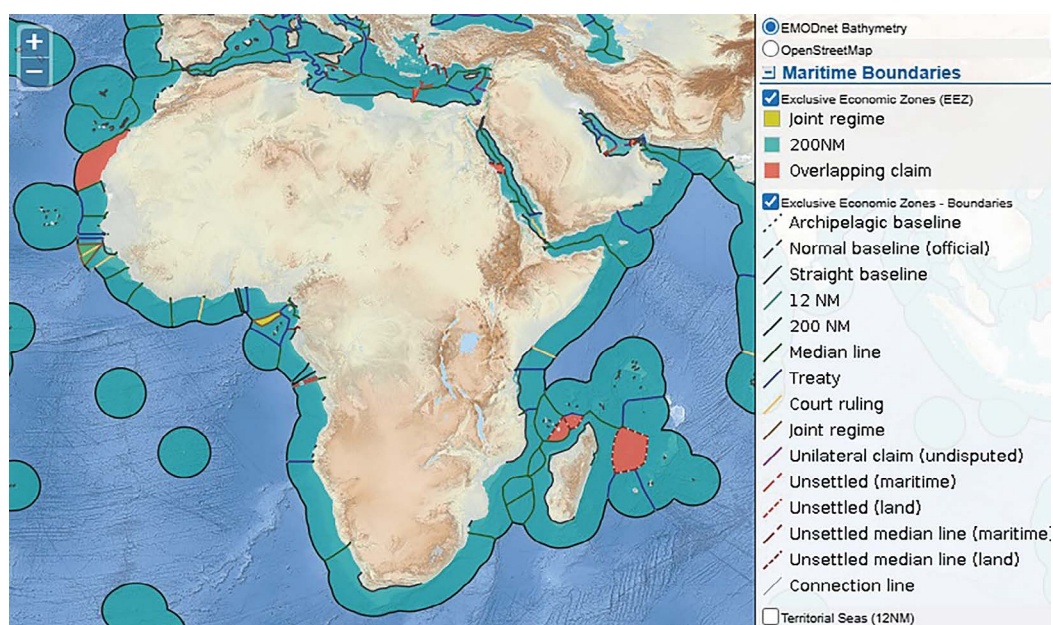 +
−
EMODnet Bathymetry
OpenStreetMap
Maritime Boundaries
Exclusive Economic Zones (EEZ)
Joint regime
200NM
Overlapping claim
Exclusive Economic Zones - Boundaries
Archipelagic baseline
Normal baseline (official)
Straight baseline
12 NM
200 NM
Median line
Treaty
Court ruling
Joint regime
Unilateral claim (undisputed)
Unsettled (maritime)
Unsettled (land)
Unsettled median line (maritime)
Unsettled median line (land)
Connection line
Territorial Seas (12NM)